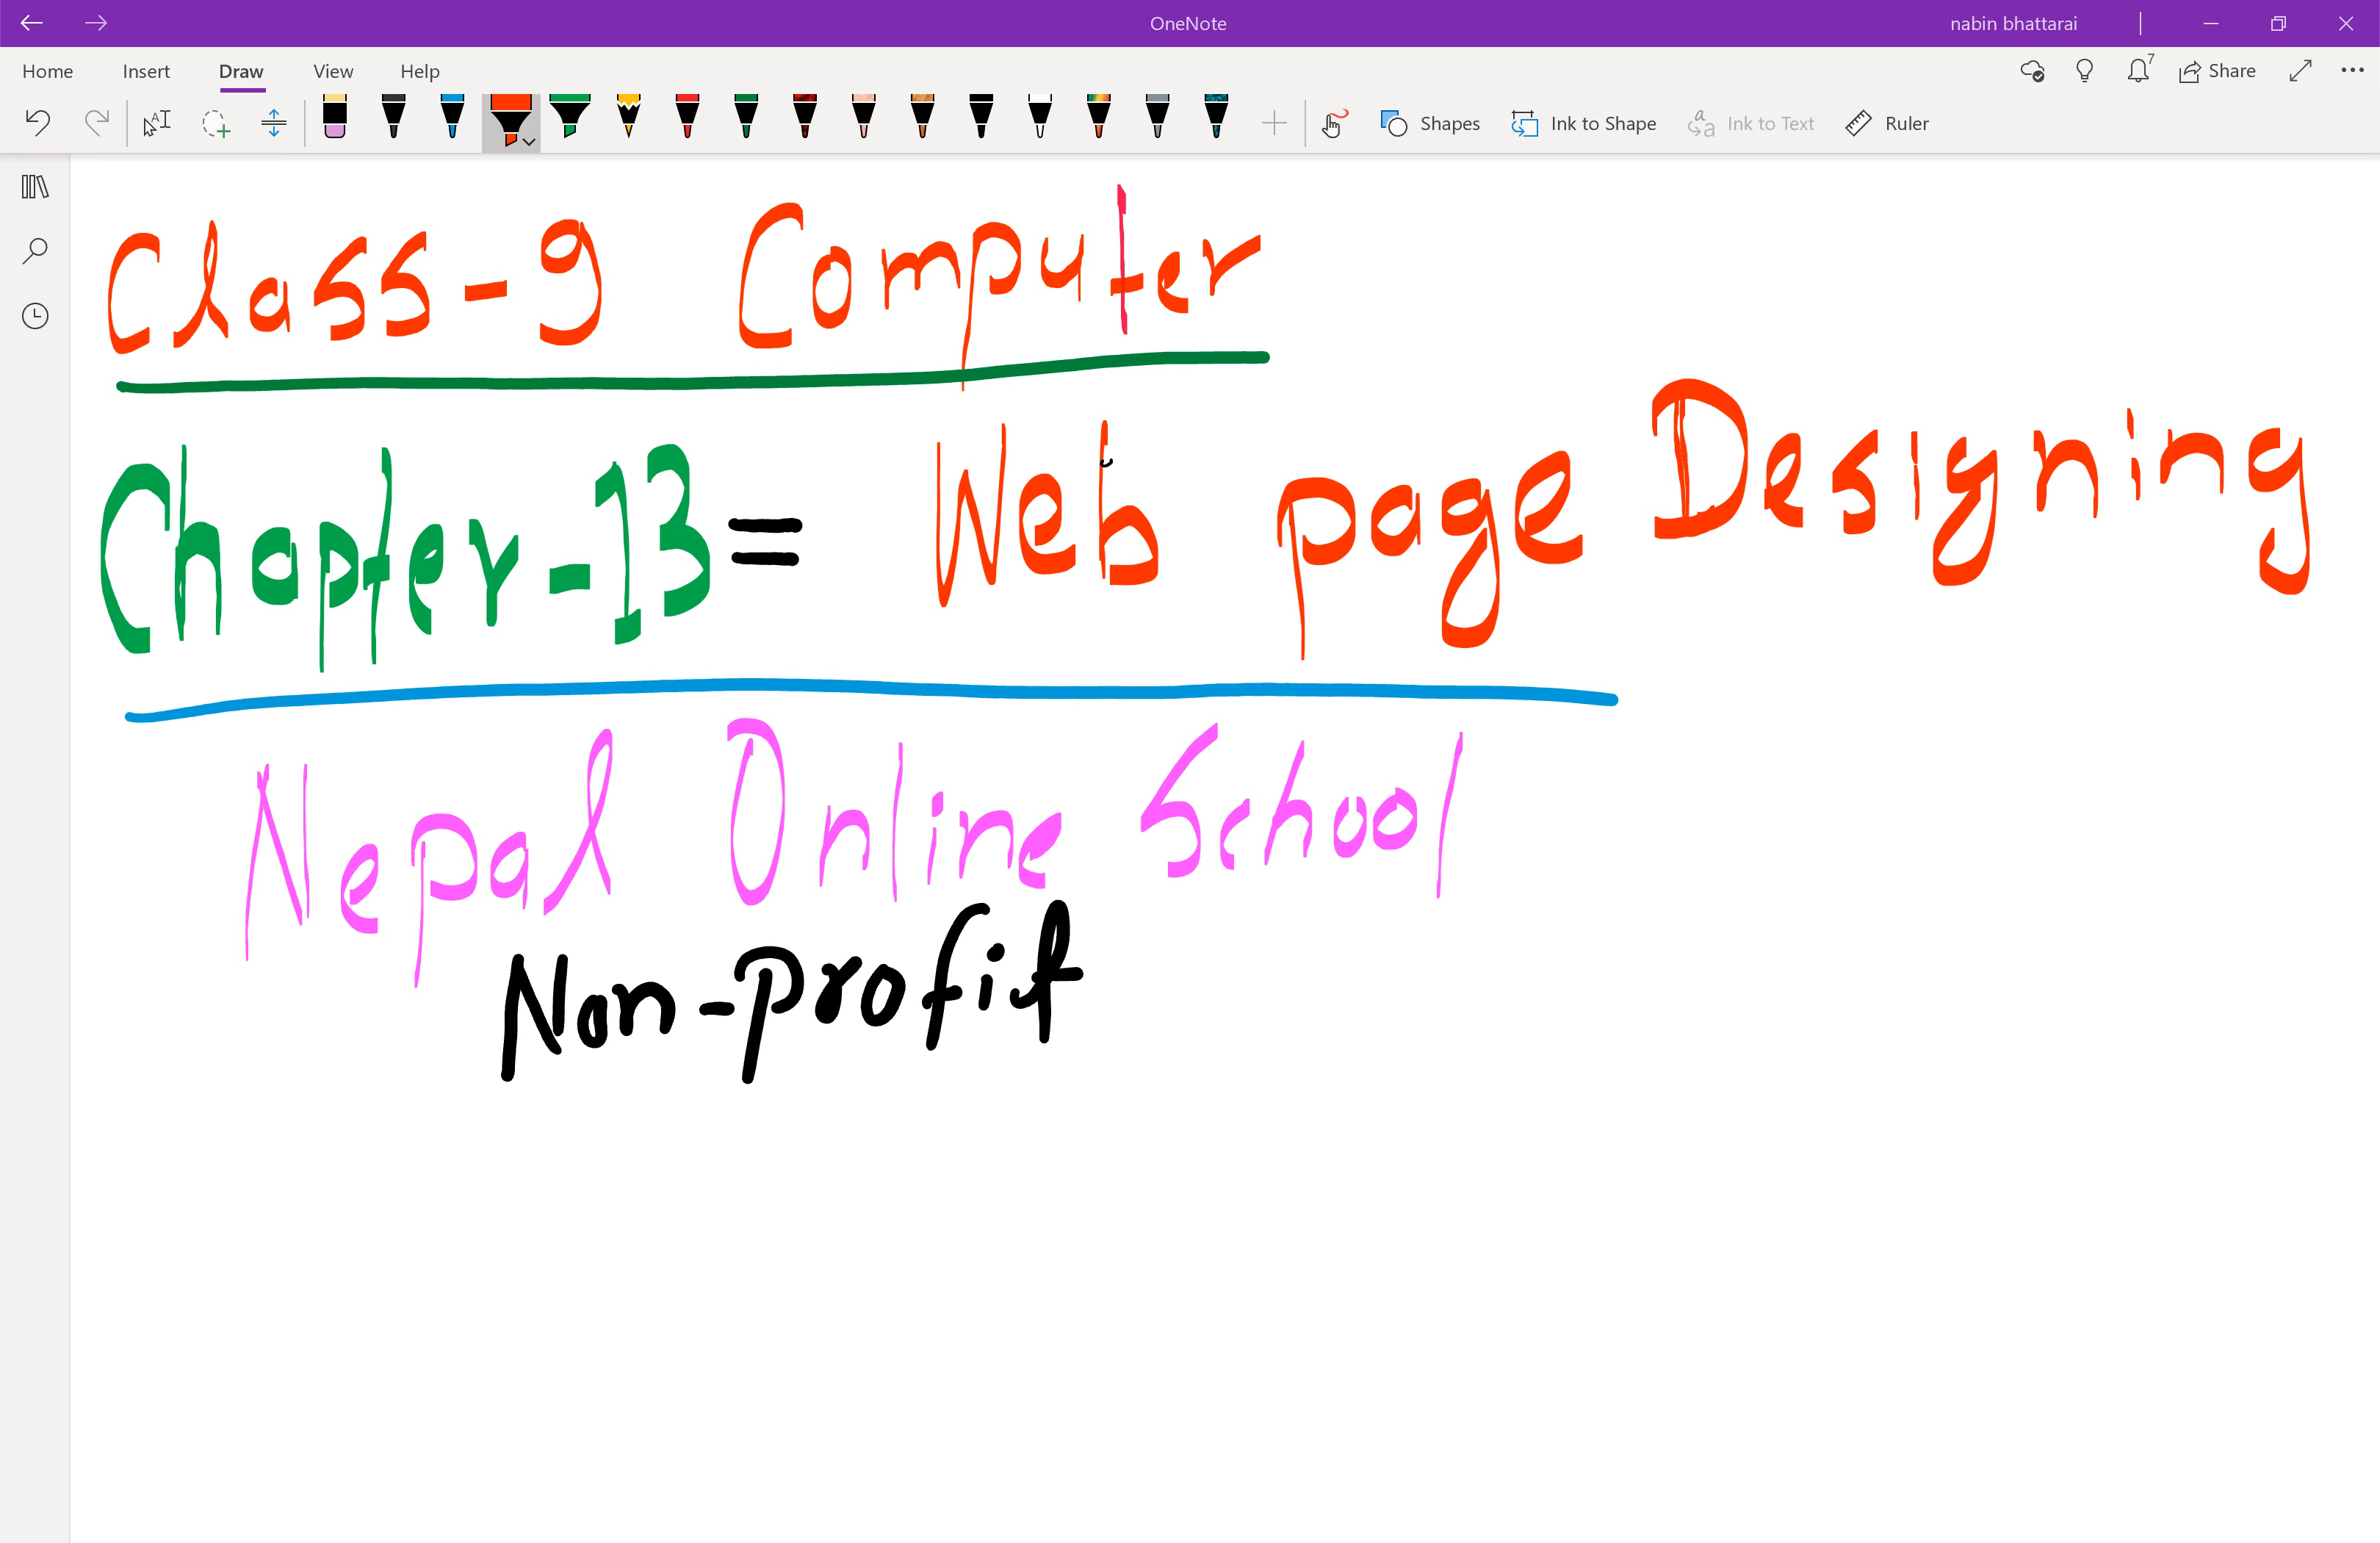 OneNote
nabin bhattarai
Home Insert Draw View Help
7 Share
Shapes Ink to Shape Ink to Text Ruler
Class-9 Computer
Chapter-13 = Web page Designing
Nepal Online School
Non-profit